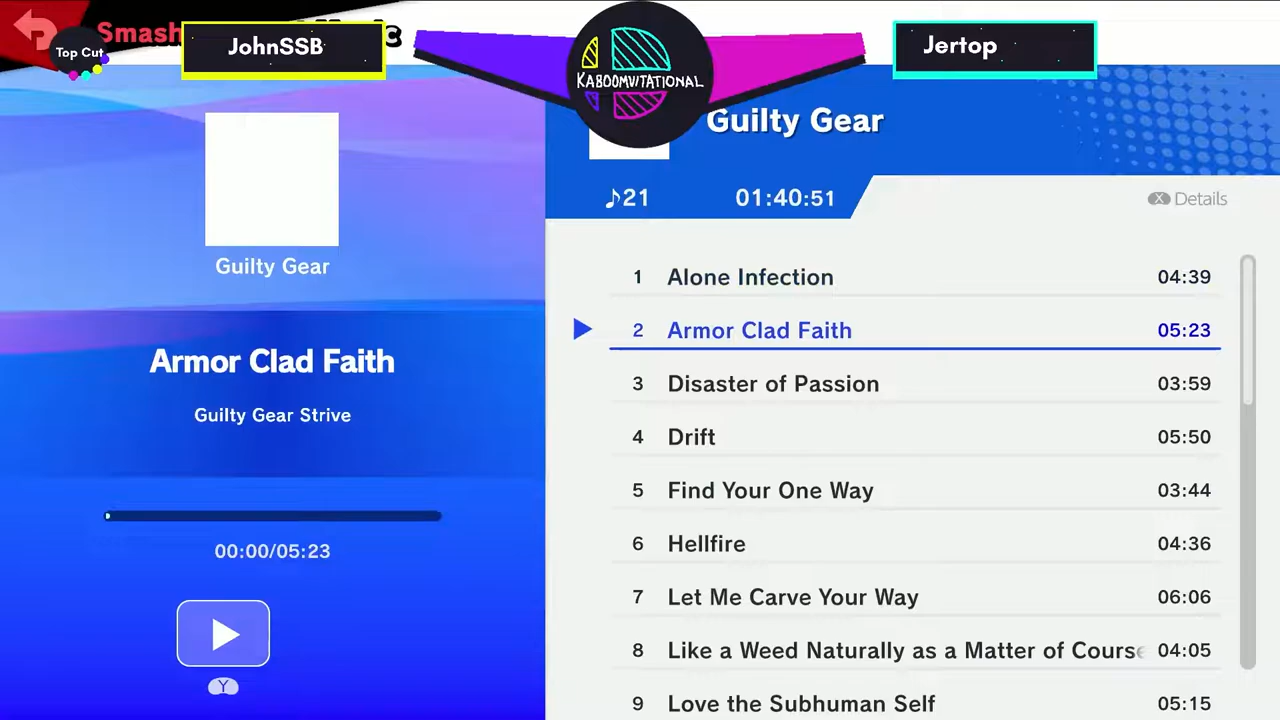 Smash
Top Cut
JohnSSB
KABOOMVITATIONAL
Jertop
Guilty Gear
♪21
01:40:51
X Details
Guilty Gear
Armor Clad Faith
Guilty Gear Strive
00:00/05:23
Y
1 Alone Infection 04:39
2 Armor Clad Faith 05:23
3 Disaster of Passion 03:59
4 Drift 05:50
5 Find Your One Way 03:44
6 Hellfire 04:36
7 Let Me Carve Your Way 06:06
8 Like a Weed Naturally as a Matter of Course 04:05
9 Love the Subhuman Self 05:15